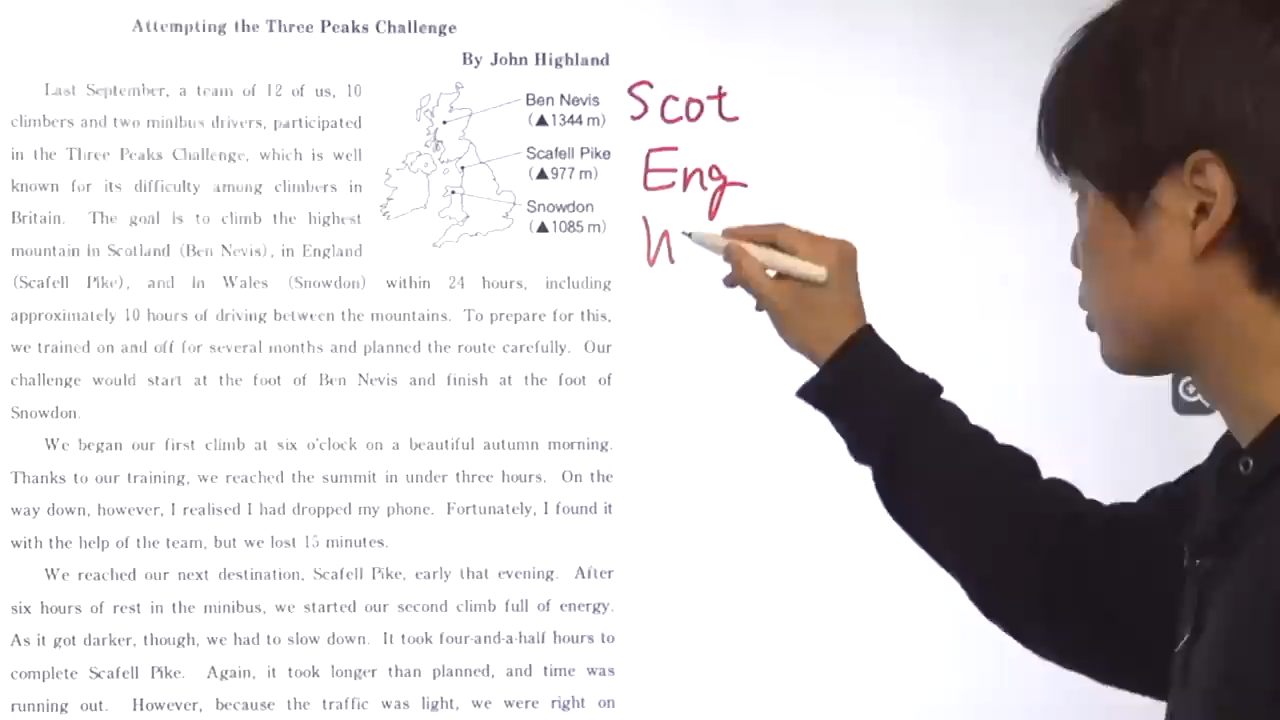 Attempting the Three Peaks Challenge
By John Highland
Last September, a team of 12 of us, 10
climbers and two minibus drivers, participated
in the Three Peaks Challenge, which is well
known for its difficulty among climbers in
Britain. The goal is to climb the highest
mountain in Scotland (Ben Nevis), in England
(Scafell Pike), and in Wales (Snowdon) within 24 hours, including
approximately 10 hours of driving between the mountains. To prepare for this,
we trained on and off for several months and planned the route carefully. Our
challenge would start at the foot of Ben Nevis and finish at the foot of
Snowdon.
Ben Nevis
(▲1344 m)
Scafell Pike
(▲977 m)
Snowdon
(▲1085 m)
Scot
Eng
We began our first climb at six o'clock on a beautiful autumn morning.
Thanks to our training, we reached the summit in under three hours. On the
way down, however, I realised I had dropped my phone. Fortunately, I found it
with the help of the team, but we lost 15 minutes.
We reached our next destination, Scafell Pike, early that evening. After
six hours of rest in the minibus, we started our second climb full of energy.
As it got darker, though, we had to slow down. It took four-and-a-half hours to
complete Scafell Pike. Again, it took longer than planned, and time was
running out. However, because the traffic was light, we were right on